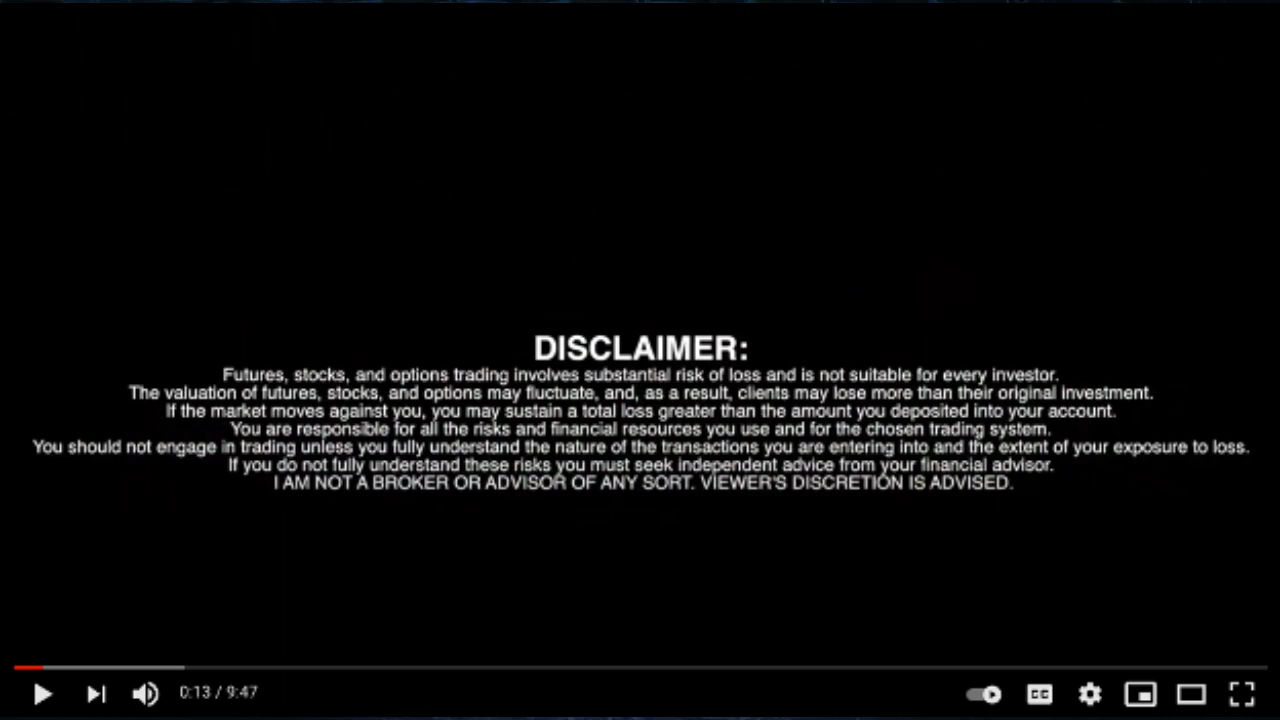 DISCLAIMER:
Futures, stocks, and options trading involves substantial risk of loss and is not suitable for every investor.
The valuation of futures, stocks, and options may fluctuate, and, as a result, clients may lose more than their original investment.
If the market moves against you, you may sustain a total loss greater than the amount you deposited into your account.
You are responsible for all the risks and financial resources you use and for the chosen trading system.
You should not engage in trading unless you fully understand the nature of the transactions you are entering into and the extent of your exposure to loss.
If you do not fully understand these risks you must seek independent advice from your financial advisor.
I AM NOT A BROKER OR ADVISOR OF ANY SORT. VIEWER'S DISCRETION IS ADVISED.
0:13 / 9:47
CC